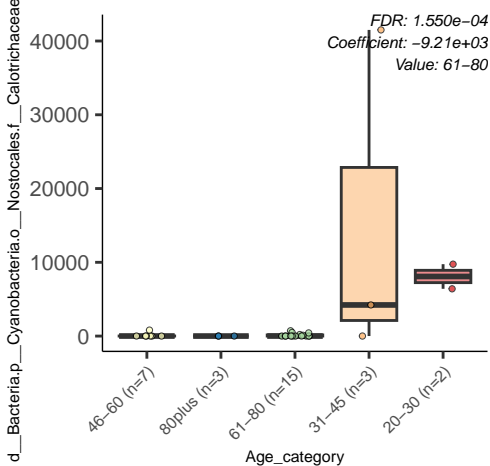 FDR: 1.550e−04
Coefficient: −9.21e+03
Value: 61−80
d__Bacteria.p__Cyanobacteria.o__Nostocales.f__Calotrichaceae
40000
30000
20000
10000
0
46−60 (n=7)
80plus (n=3)
61−80 (n=15)
31−45 (n=3)
20−30 (n=2)
Age_category